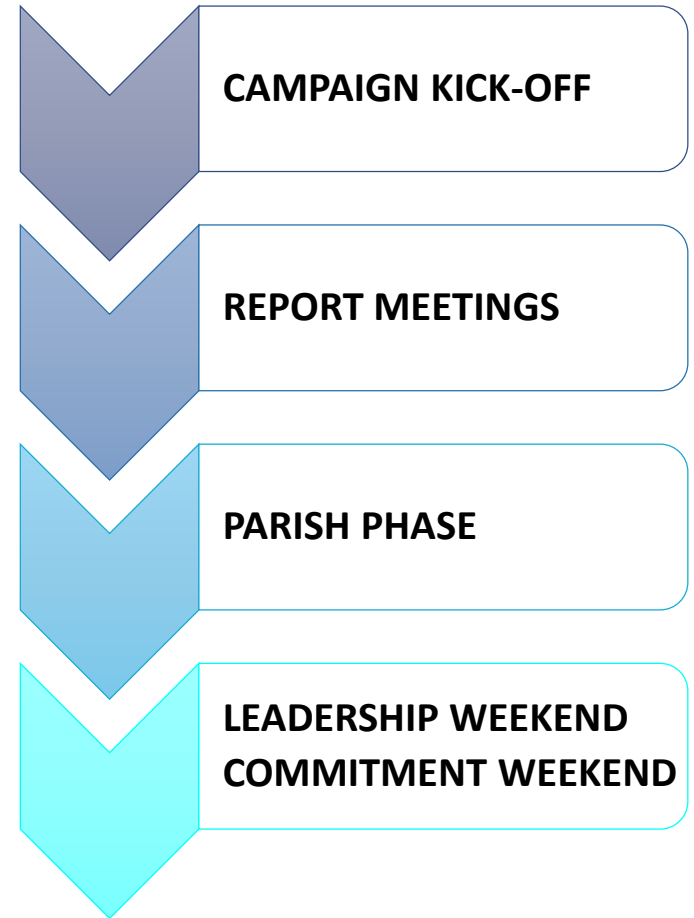 CAMPAIGN KICK-OFF
REPORT MEETINGS
PARISH PHASE
LEADERSHIP WEEKEND
COMMITMENT WEEKEND